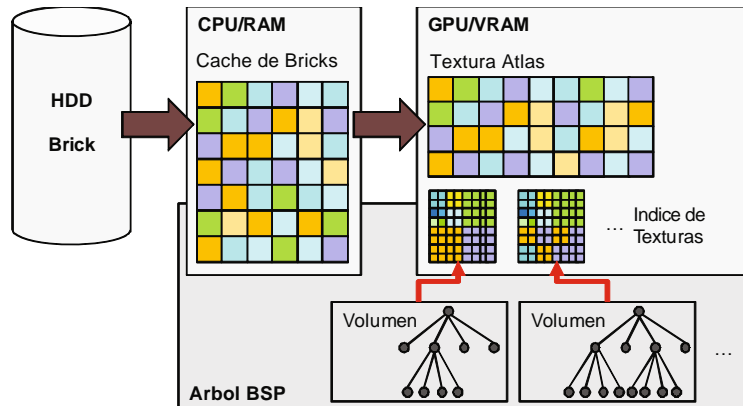 CPU/RAM
GPU/VRAM
Cache de Bricks
Textura Atlas
HDD
Brick
... Indice de
Texturas
Volumen
Volumen
...
Arbol BSP